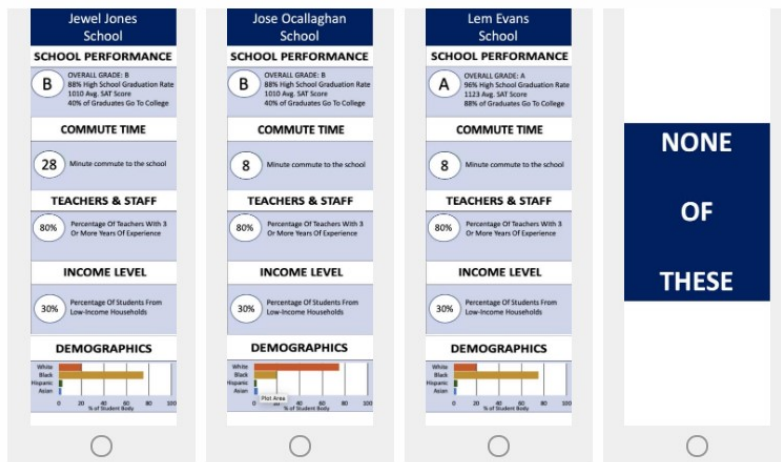 Jewel Jones
School
SCHOOL PERFORMANCE
B
OVERALL GRADE: B
88% High School Graduation Rate
1010 Avg. SAT Score
40% of Graduates Go To College
COMMUTE TIME
28
Minute commute to the school
TEACHERS & STAFF
80%
Percentage Of Teachers With 3
Or More Years Of Experience
INCOME LEVEL
30%
Percentage Of Students From
Low-Income Households
DEMOGRAPHICS
White
Black
Hispanic
Asian
0 20 40 60 80 100
% of Student Body
Jose Ocallaghan
School
SCHOOL PERFORMANCE
B
OVERALL GRADE: B
88% High School Graduation Rate
1010 Avg. SAT Score
40% of Graduates Go To College
COMMUTE TIME
8
Minute commute to the school
TEACHERS & STAFF
80%
Percentage Of Teachers With 3
Or More Years Of Experience
INCOME LEVEL
30%
Percentage Of Students From
Low-Income Households
DEMOGRAPHICS
White
Black
Hispanic
Asian
Plot Area
0 20 40 60 80 100
% of Student Body
Lem Evans
School
SCHOOL PERFORMANCE
A
OVERALL GRADE: A
96% High School Graduation Rate
1123 Avg. SAT Score
88% of Graduates Go To College
COMMUTE TIME
8
Minute commute to the school
TEACHERS & STAFF
80%
Percentage Of Teachers With 3
Or More Years Of Experience
INCOME LEVEL
30%
Percentage Of Students From
Low-Income Households
DEMOGRAPHICS
White
Black
Hispanic
Asian
0 20 40 60 80 100
% of Student Body
NONE
OF
THESE